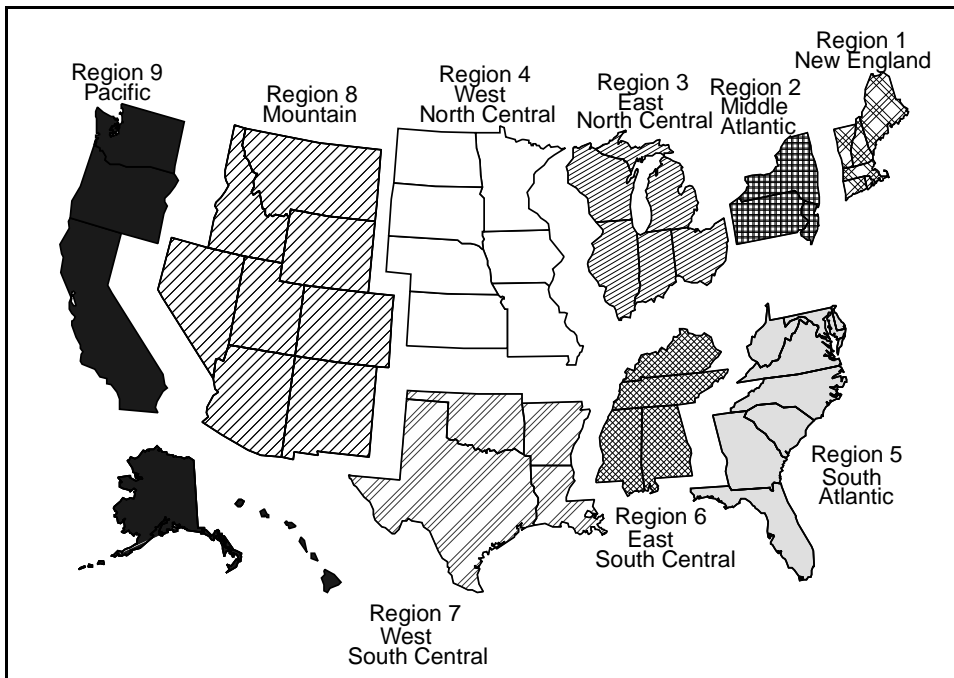 Region 1
New England
Region 2
Middle
Atlantic
Region 3
East
North Central
Region 4
West
North Central
Region 8
Mountain
Region 9
Pacific
Region 5
South
Atlantic
Region 6
East
South Central
Region 7
West
South Central